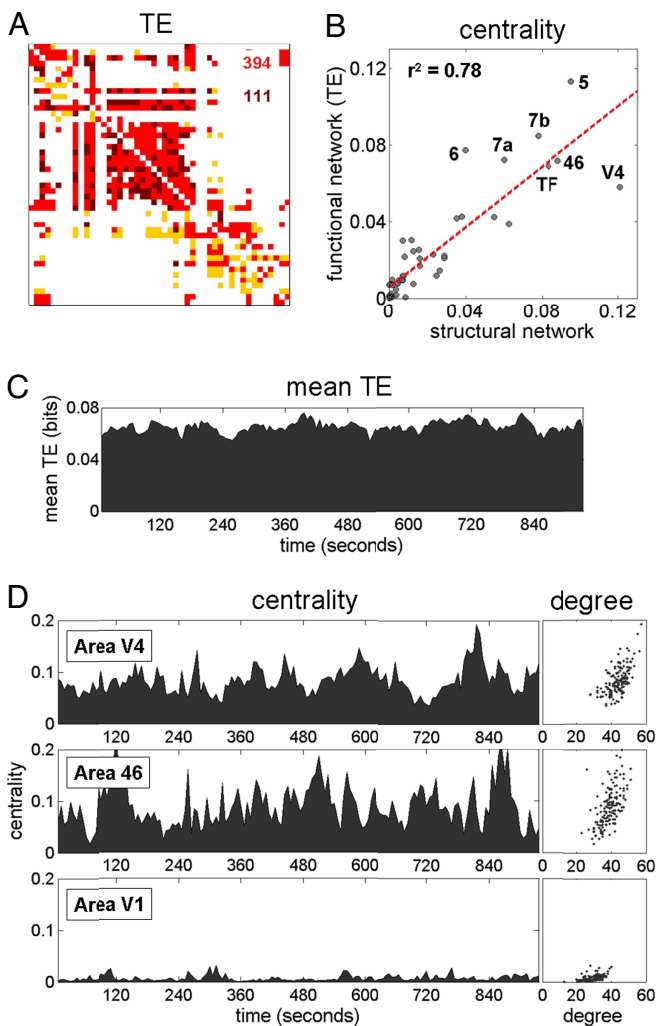 A
TE
394
111
B
centrality
r² = 0.78
functional network (TE)
0.12
0.08
0.04
0
5
7b
7a
6
46
TF
V4
0 0.04 0.08 0.12
structural network
C
mean TE
mean TE (bits)
0.08
0.04
0
120 240 360 480 600 720 840
time (seconds)
D
centrality
degree
centrality
0.2
0.1
0
Area V4
120 240 360 480 600 720 840
0 20 40 60
0.2
0.1
0
Area 46
120 240 360 480 600 720 840
0 20 40 60
0.2
0.1
0
Area V1
120 240 360 480 600 720 840
0 20 40 60
time (seconds)
degree